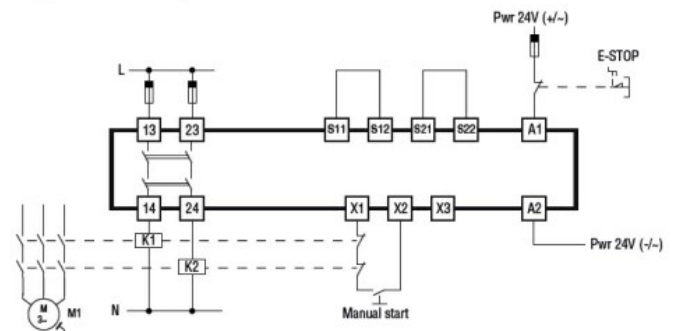 Pwr 24V (+/~)
E-STOP
L
13 23 S11 S12 S21 S22 A1
14 24 X1 X2 X3 A2
K1
Pwr 24V (-/~)
K2
M
3~
M1
N
Manual start